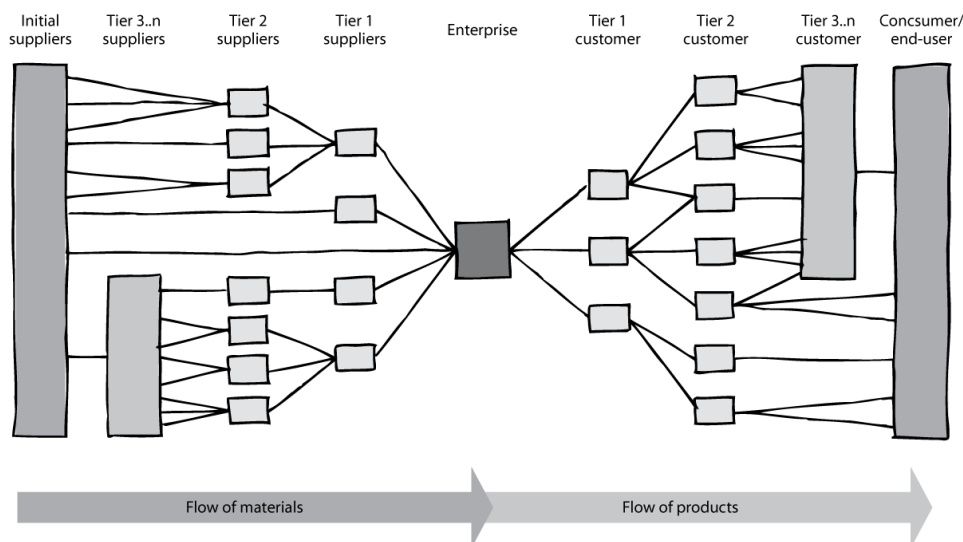 Initial
suppliers
Tier 3..n
suppliers
Tier 2
suppliers
Tier 1
suppliers
Enterprise
Tier 1
customer
Tier 2
customer
Tier 3..n
customer
Concsumer/
end-user
Flow of materials
Flow of products